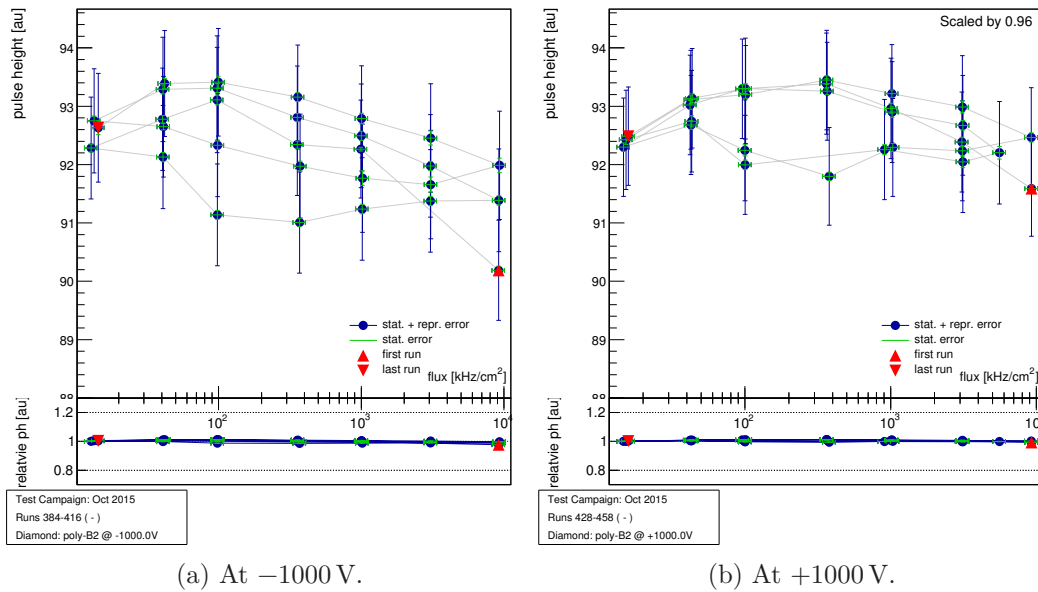 pulse height [au]
94
93
92
91
90
89
88
stat. + repr. error
stat. error
first run
last run
flux [kHz/cm²]
relatvie ph [au]
1.2
1
0.8
10²
10³
10⁴
Test Campaign: Oct 2015
Runs 384-416 ( - )
Diamond: poly-B2 @ -1000.0V
(a) At −1000 V.
Scaled by 0.96
pulse height [au]
94
93
92
91
90
89
88
stat. + repr. error
stat. error
first run
last run
flux [kHz/cm²]
relatvie ph [au]
1.2
1
0.8
10²
10³
10
Test Campaign: Oct 2015
Runs 428-458 ( - )
Diamond: poly-B2 @ +1000.0V
(b) At +1000 V.